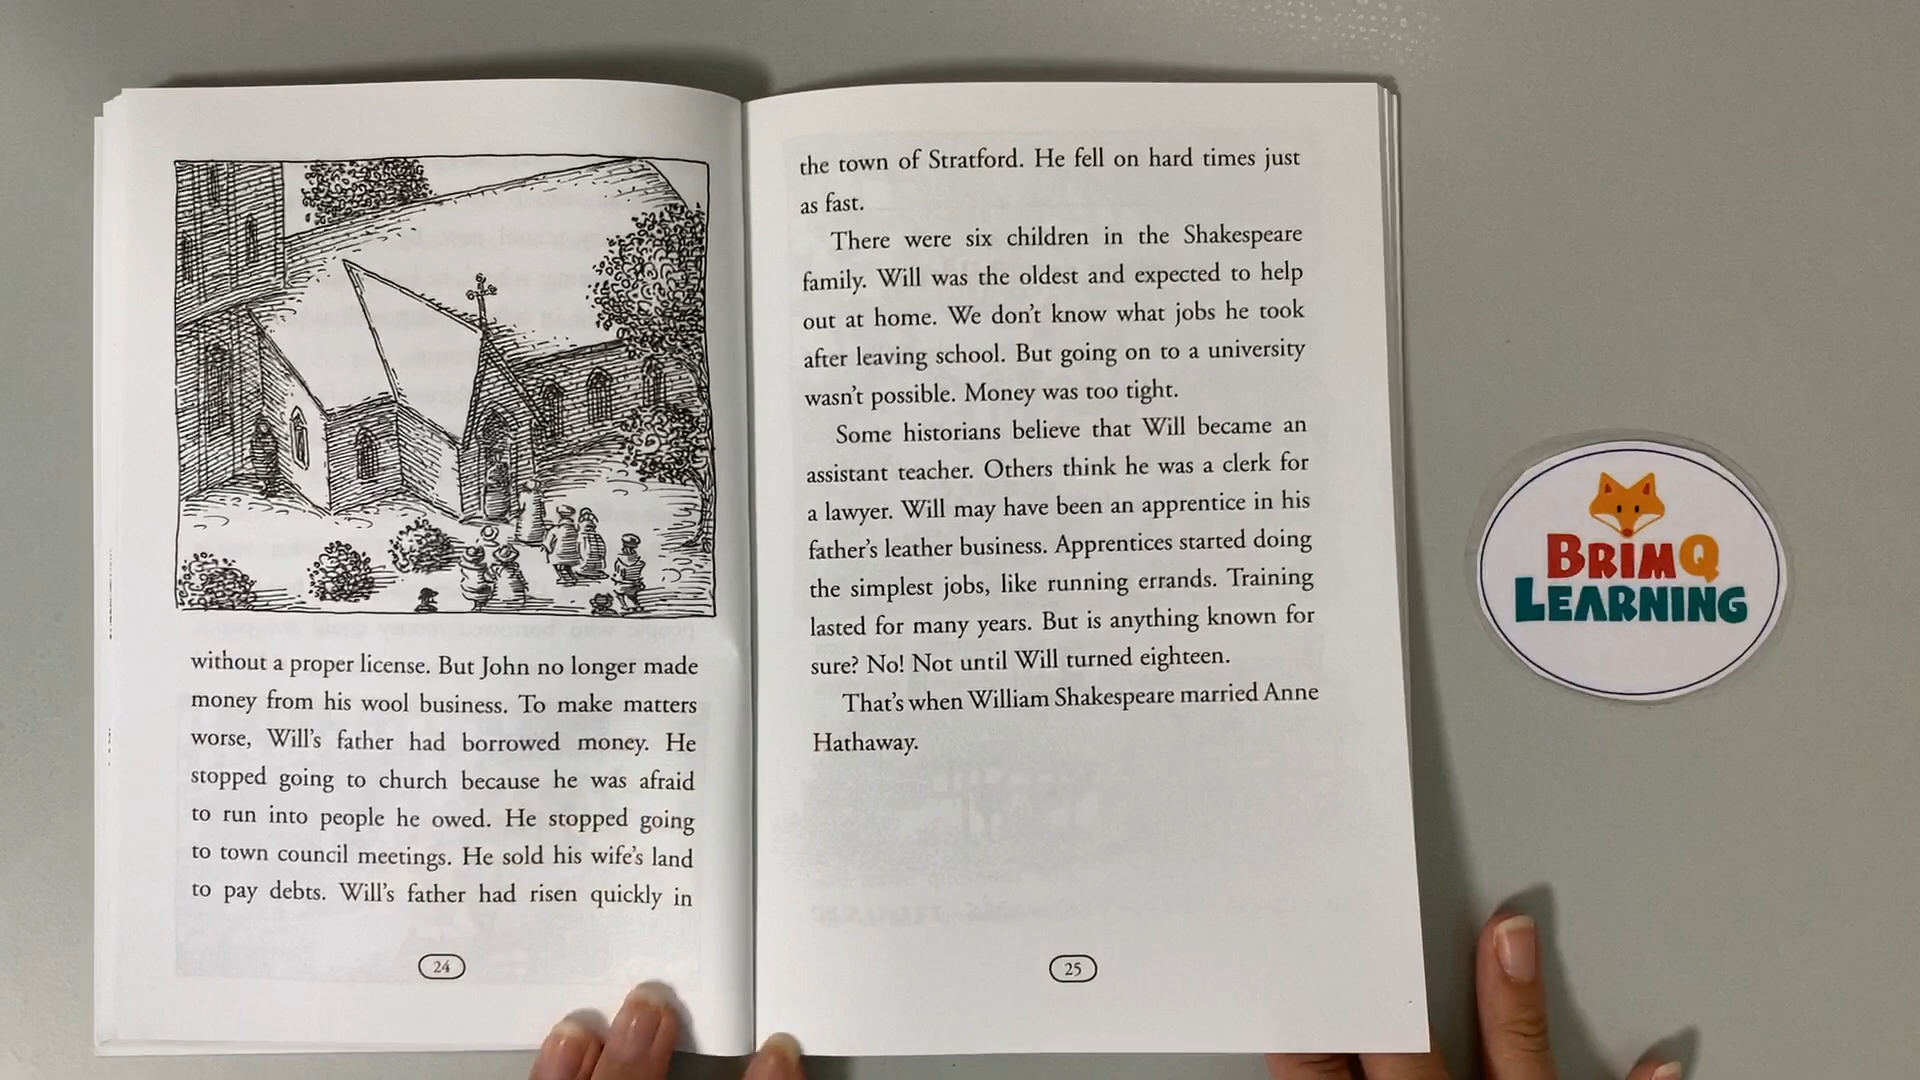 without a proper license. But John no longer made
money from his wool business. To make matters
worse, Will's father had borrowed money. He
stopped going to church because he was afraid
to run into people he owed. He stopped going
to town council meetings. He sold his wife's land
to pay debts. Will's father had risen quickly in
24
the town of Stratford. He fell on hard times just
as fast.
There were six children in the Shakespeare
family. Will was the oldest and expected to help
out at home. We don't know what jobs he took
after leaving school. But going on to a university
wasn't possible. Money was too tight.
Some historians believe that Will became an
assistant teacher. Others think he was a clerk for
a lawyer. Will may have been an apprentice in his
father's leather business. Apprentices started doing
the simplest jobs, like running errands. Training
lasted for many years. But is anything known for
sure? No! Not until Will turned eighteen.
That's when William Shakespeare married Anne
Hathaway.
25
BRIMQ
LEARNING